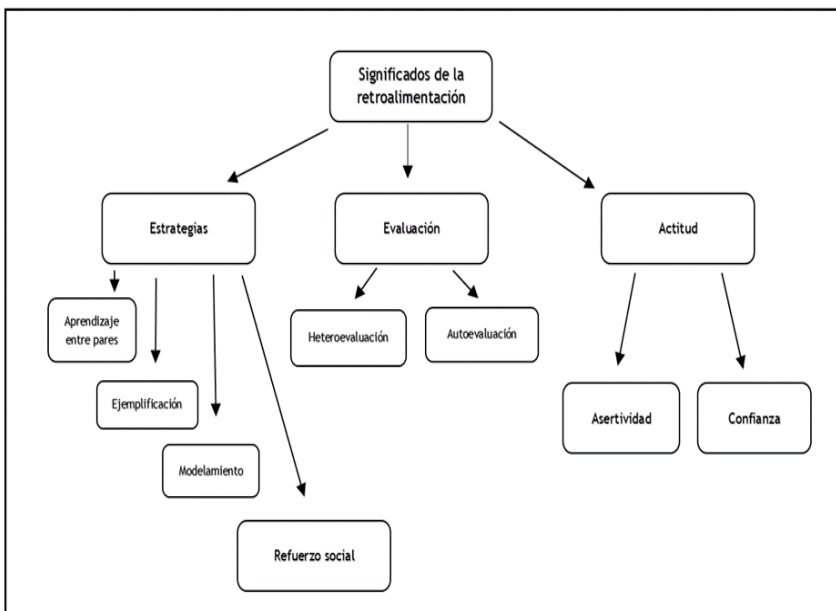 Significados de la
retroalimentación
Estrategias
Evaluación
Actitud
Aprendizaje
entre pares
Heteroevaluación
Autoevaluación
Ejemplificación
Asertividad
Confianza
Modelamiento
Refuerzo social